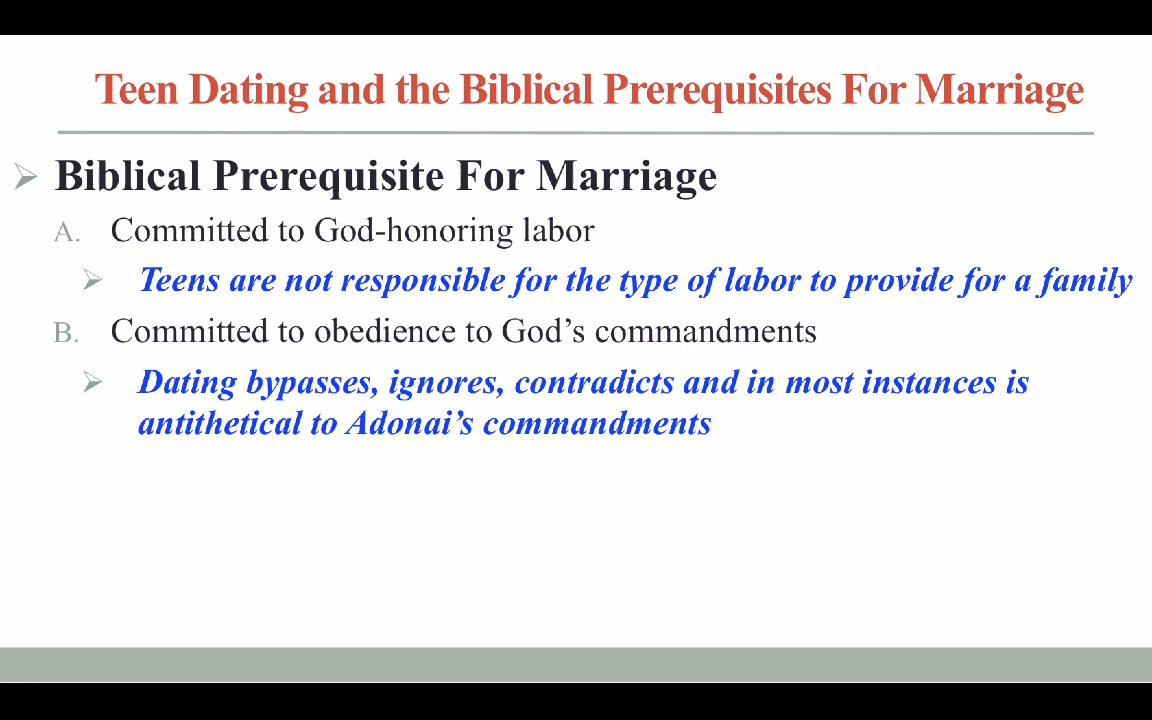 Teen Dating and the Biblical Prerequisites For Marriage
Biblical Prerequisite For Marriage
A. Committed to God-honoring labor
Teens are not responsible for the type of labor to provide for a family
B. Committed to obedience to God’s commandments
Dating bypasses, ignores, contradicts and in most instances is
antithetical to Adonai’s commandments